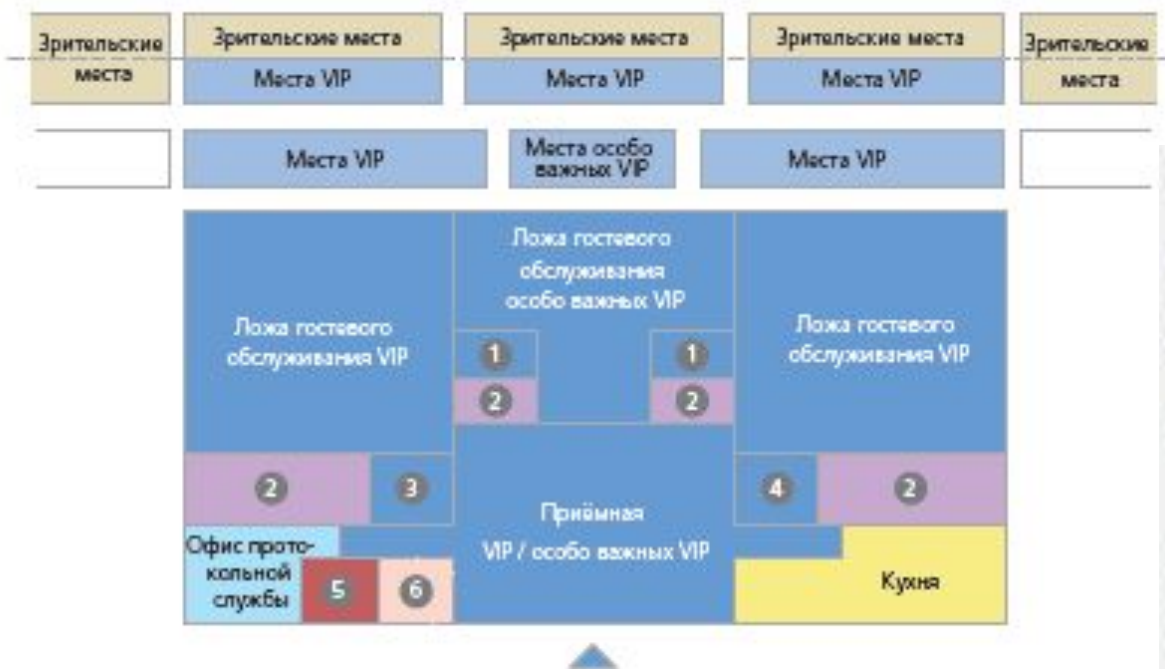 Зрительские
места
Зрительские места
Места VIP
Зрительские места
Места VIP
Зрительские места
Места VIP
Зрительские
места
Места VIP
Места особо
важных VIP
Места VIP
Ложа гостевого
обслуживания VIP
Ложа гостевого
обслуживания
особо важных VIP
Ложа гостевого
обслуживания VIP
1
1
2
2
2
3
4
2
Приёмная
VIP / особо важных VIP
Офис прото-
кольной
службы
5
6
Кухня